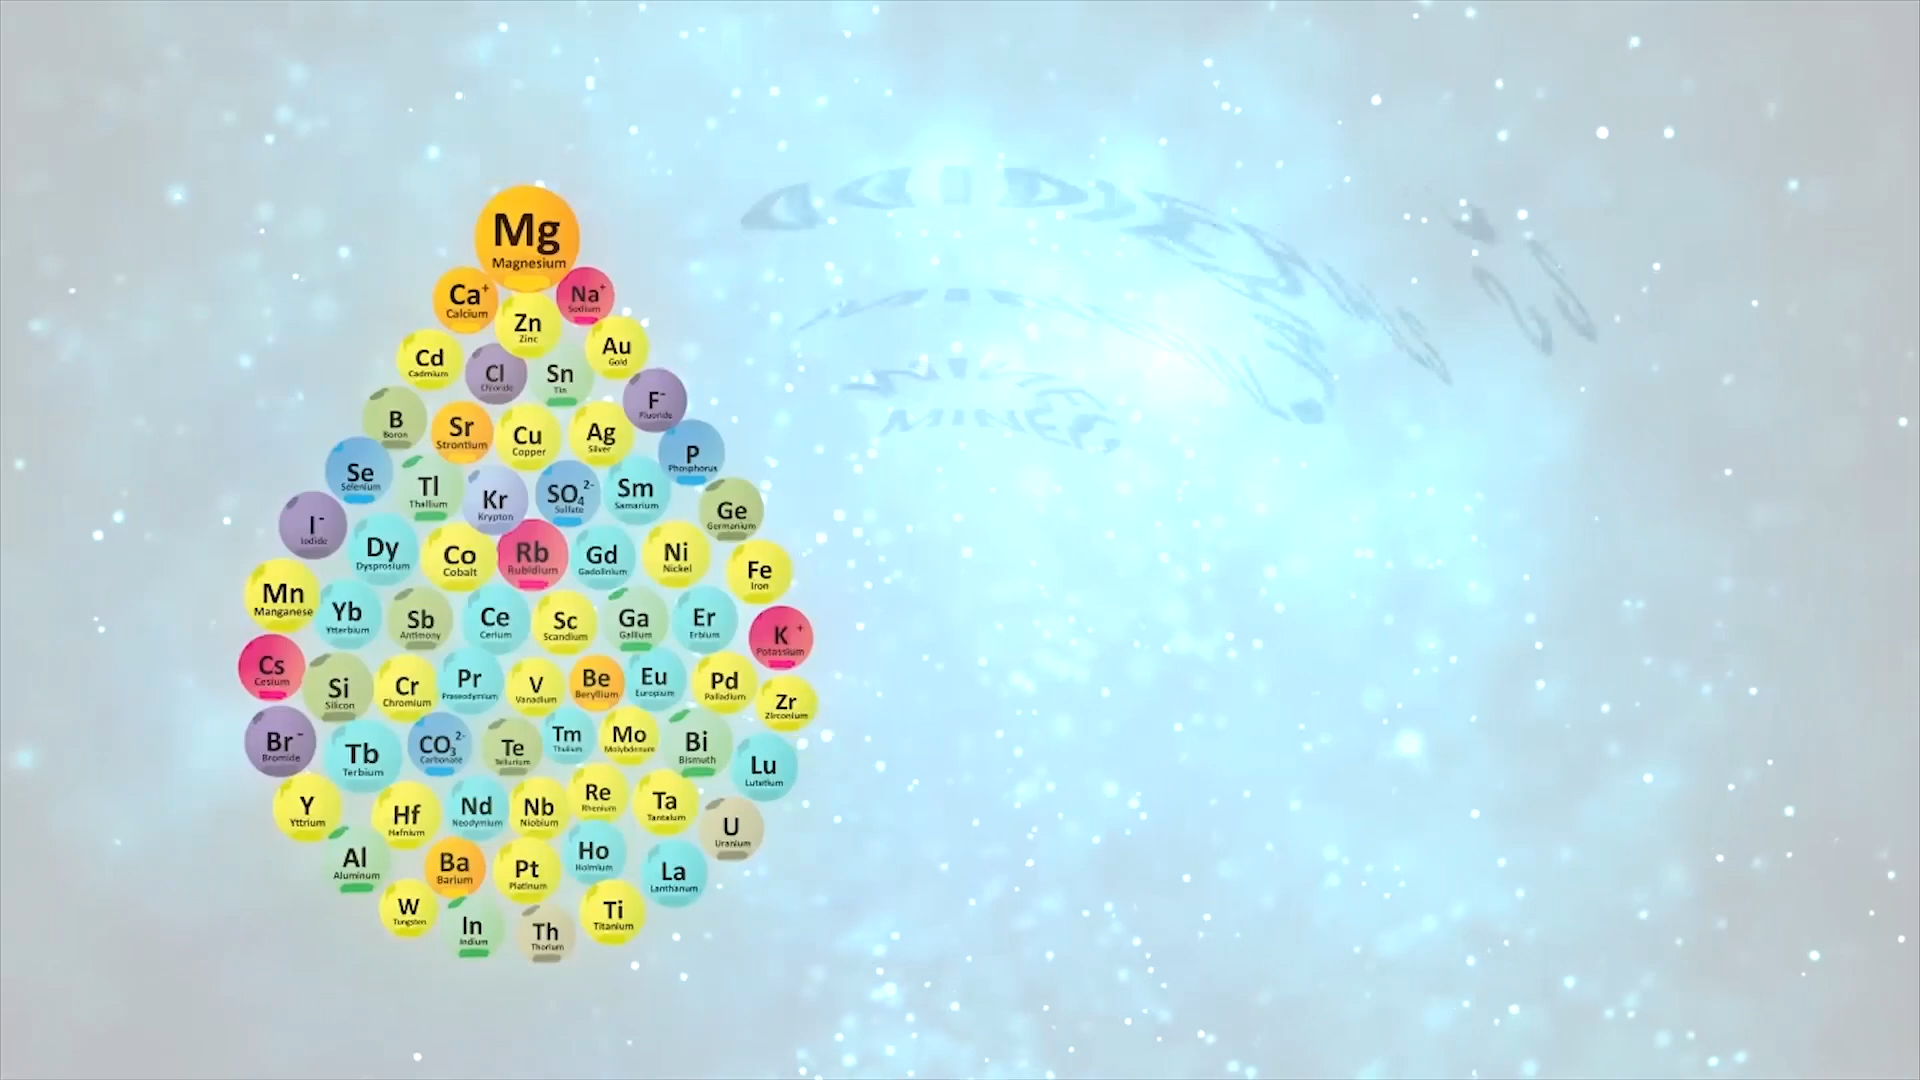 Mg
Magnesium
Ca+
Calcium
Na+
Sodium
Zn
Zinc
Au
Gold
Cd
Cadmium
Cl
Chloride
Sn
Tin
F-
Fluoride
B
Boron
Sr
Strontium
Cu
Copper
Ag
Silver
P
Phosphorus
Se
Selenium
Tl
Thallium
Kr
Krypton
SO4 2-
Sulfate
Sm
Samarium
Ge
Germanium
I-
Iodide
Dy
Dysprosium
Co
Cobalt
Rb
Rubidium
Gd
Gadolinium
Ni
Nickel
Fe
Iron
Mn
Manganese
Yb
Ytterbium
Sb
Antimony
Ce
Cerium
Sc
Scandium
Ga
Gallium
Er
Erbium
K+
Potassium
Cs
Cesium
Si
Silicon
Cr
Chromium
Pr
Praseodymium
V
Vanadium
Be
Beryllium
Eu
Europium
Pd
Palladium
Zr
Zirconium
Br-
Bromide
Tb
Terbium
CO3 2-
Carbonate
Te
Tellurium
Tm
Thulium
Mo
Molybdenum
Bi
Bismuth
Lu
Lutetium
Y
Yttrium
Hf
Hafnium
Nd
Neodymium
Nb
Niobium
Re
Rhenium
Ta
Tantalum
U
Uranium
Al
Aluminum
Ba
Barium
Pt
Platinum
Ho
Holmium
La
Lanthanum
W
Tungsten
In
Indium
Th
Thorium
Ti
Titanium